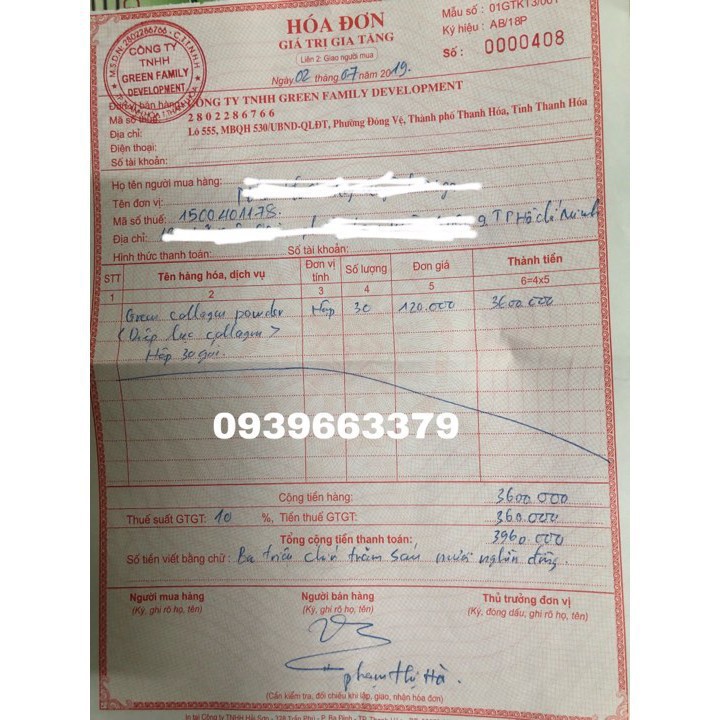 HÓA ĐƠN
GIÁ TRỊ GIA TĂNG
Liên 2: Giao người mua
Ngày 02 tháng 07 năm 2019.
Mẫu số : 01GTKT3/001
Ký hiệu : AB/18P
Số : 0000408
M.S.D.N: 2802286766 - C.T.T.N.H.H
CÔNG TY
TNHH
GREEN FAMILY
DEVELOPMENT
Đơn vị bán hàng: CÔNG TY TNHH GREEN FAMILY DEVELOPMENT
Mã số thuế: 2802286766
Địa chỉ: Lô 555, MBQH 530/UBND-QLĐT, Phường Đông Vệ, Thành phố Thanh Hóa, Tỉnh Thanh Hóa
Điện thoại:
Số tài khoản:
Họ tên người mua hàng:
Tên đơn vị:
Mã số thuế: 1500401178.
Địa chỉ: TP Hồ Chí Minh
Hình thức thanh toán: Số tài khoản:
STT Tên hàng hóa, dịch vụ Đơn vị tính Số lượng Đơn giá Thành tiền
1 2 3 4 5 6=4x5
Green collagen powder Hộp 30 120.000 3600.000
(Diệp lục collagen>
Hộp 30 gói.
0939663379
Cộng tiền hàng: 3600.000
Thuế suất GTGT: 10 %, Tiền thuế GTGT: 360.000
Tổng cộng tiền thanh toán: 3960.000
Số tiền viết bằng chữ : Ba triệu chín trăm sáu mươi nghìn đồng.
Người mua hàng Người bán hàng Thủ trưởng đơn vị
(Ký, ghi rõ họ, tên) (Ký, ghi rõ họ, tên) (Ký, đóng dấu, ghi rõ họ, tên)
phạm Thị Hà.
(Cần kiểm tra, đối chiếu khi lập, giao, nhận hóa đơn)